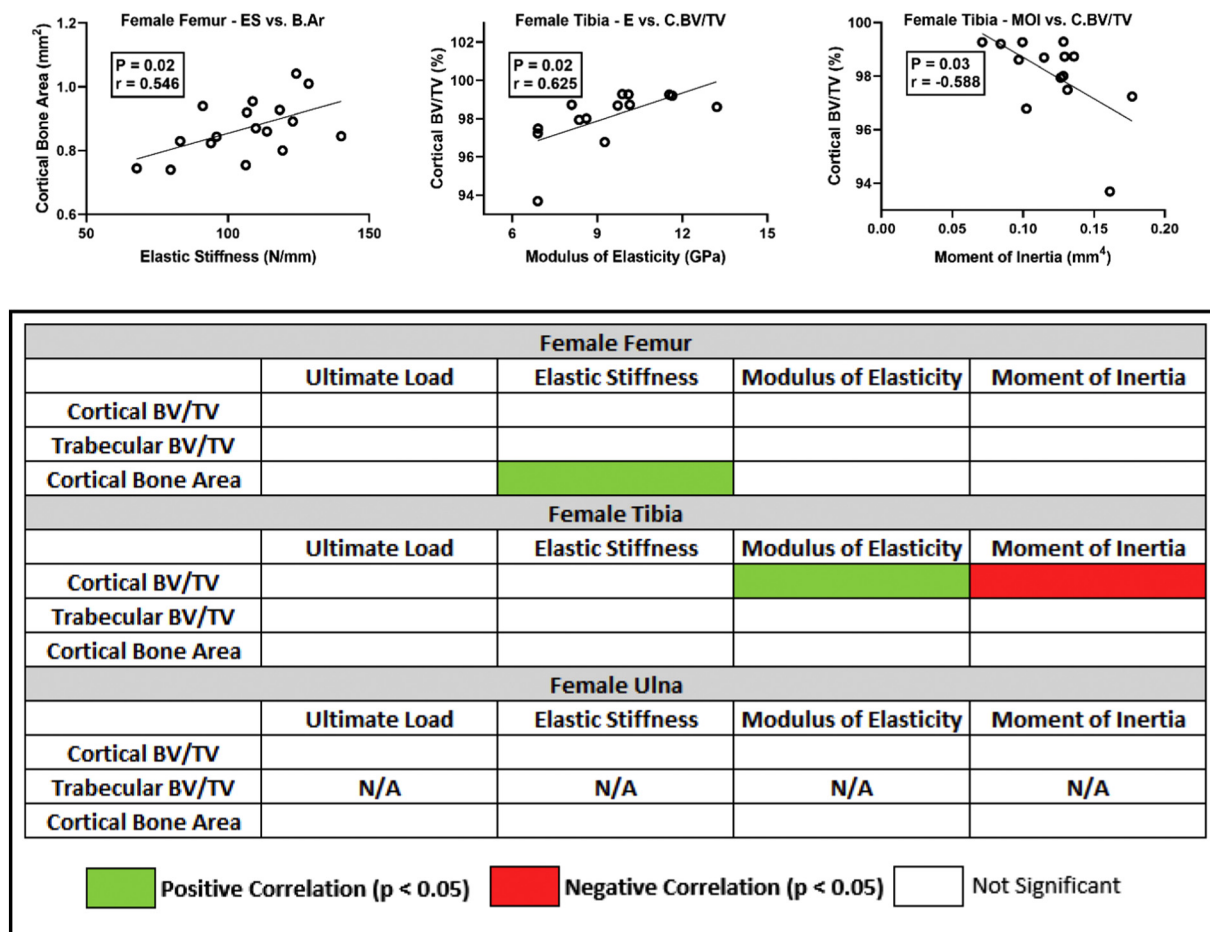 Female Femur - ES vs. B.Ar
Cortical Bone Area (mm²)
1.2
1.0
0.8
0.6
P = 0.02
r = 0.546
50 100 150
Elastic Stiffness (N/mm)
Female Tibia - E vs. C.BV/TV
Cortical BV/TV (%)
102
100
98
96
94
P = 0.02
r = 0.625
6 9 12 15
Modulus of Elasticity (GPa)
Female Tibia - MOI vs. C.BV/TV
Cortical BV/TV (%)
100
98
96
94
P = 0.03
r = -0.588
0.00 0.05 0.10 0.15 0.20
Moment of Inertia (mm⁴)
Female Femur
Ultimate Load Elastic Stiffness Modulus of Elasticity Moment of Inertia
Cortical BV/TV
Trabecular BV/TV
Cortical Bone Area
Female Tibia
Ultimate Load Elastic Stiffness Modulus of Elasticity Moment of Inertia
Cortical BV/TV
Trabecular BV/TV
Cortical Bone Area
Female Ulna
Ultimate Load Elastic Stiffness Modulus of Elasticity Moment of Inertia
Cortical BV/TV
Trabecular BV/TV N/A N/A N/A N/A
Cortical Bone Area
Positive Correlation (p < 0.05) Negative Correlation (p < 0.05) Not Significant